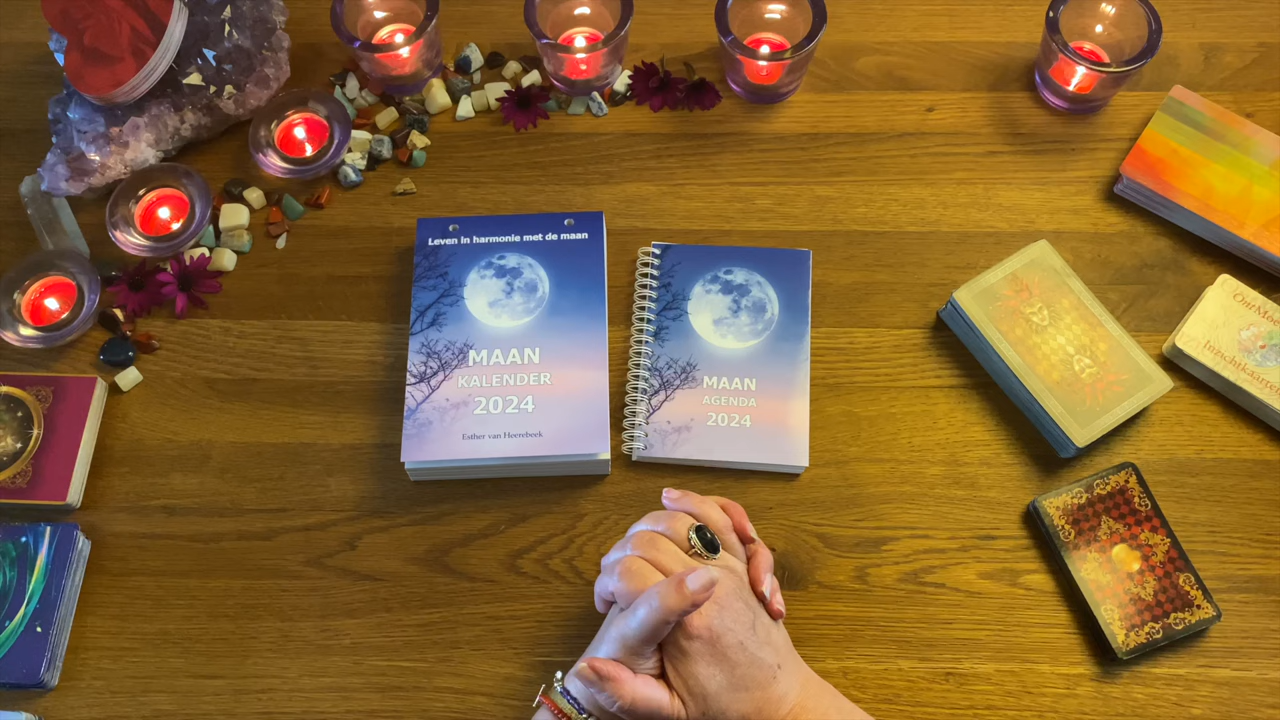 Leven in harmonie met de maan
MAAN
KALENDER
2024
Esther van Heerebeek
MAAN
AGENDA
2024
Inzichtkaarten